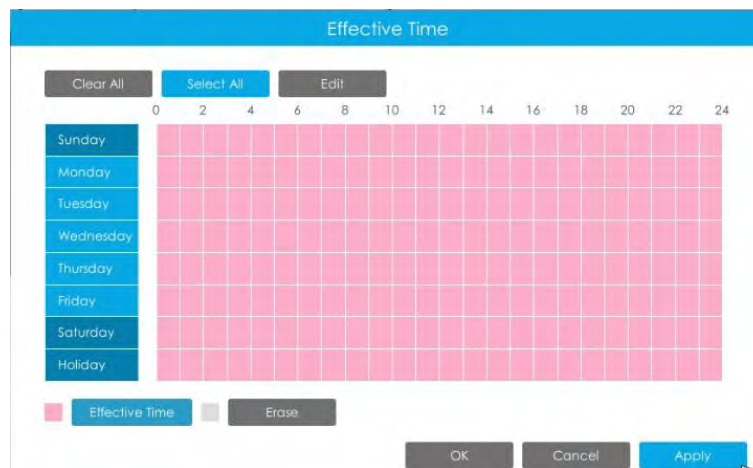 Effective Time
Clear All Select All Edit
0 2 4 6 8 10 12 14 16 18 20 22 24
Sunday
Monday
Tuesday
Wednesday
Thursday
Friday
Saturday
Holiday
Effective Time Erase
OK Cancel Apply